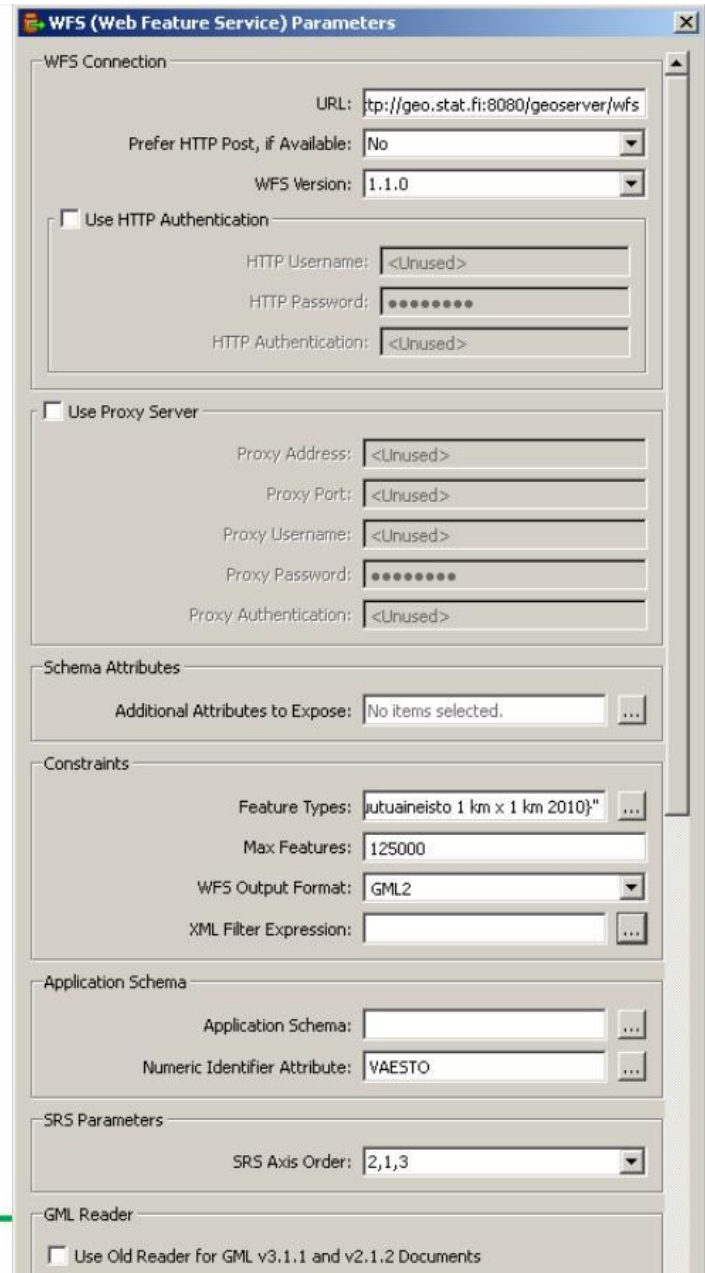 WFS (Web Feature Service) Parameters
WFS Connection
URL: :tp://geo.stat.fi:8080/geoserver/wfs
Prefer HTTP Post, if Available: No
WFS Version: 1.1.0
Use HTTP Authentication
HTTP Username: <Unused>
HTTP Password: ●●●●●●●●
HTTP Authentication: <Unused>
Use Proxy Server
Proxy Address: <Unused>
Proxy Port: <Unused>
Proxy Username: <Unused>
Proxy Password: ●●●●●●●●
Proxy Authentication: <Unused>
Schema Attributes
Additional Attributes to Expose: No items selected. ...
Constraints
Feature Types: uutuaineisto 1 km x 1 km 2010}" ...
Max Features: 125000
WFS Output Format: GML2
XML Filter Expression: ...
Application Schema
Application Schema: ...
Numeric Identifier Attribute: VAESTO ...
SRS Parameters
SRS Axis Order: 2,1,3
GML Reader
Use Old Reader for GML v3.1.1 and v2.1.2 Documents